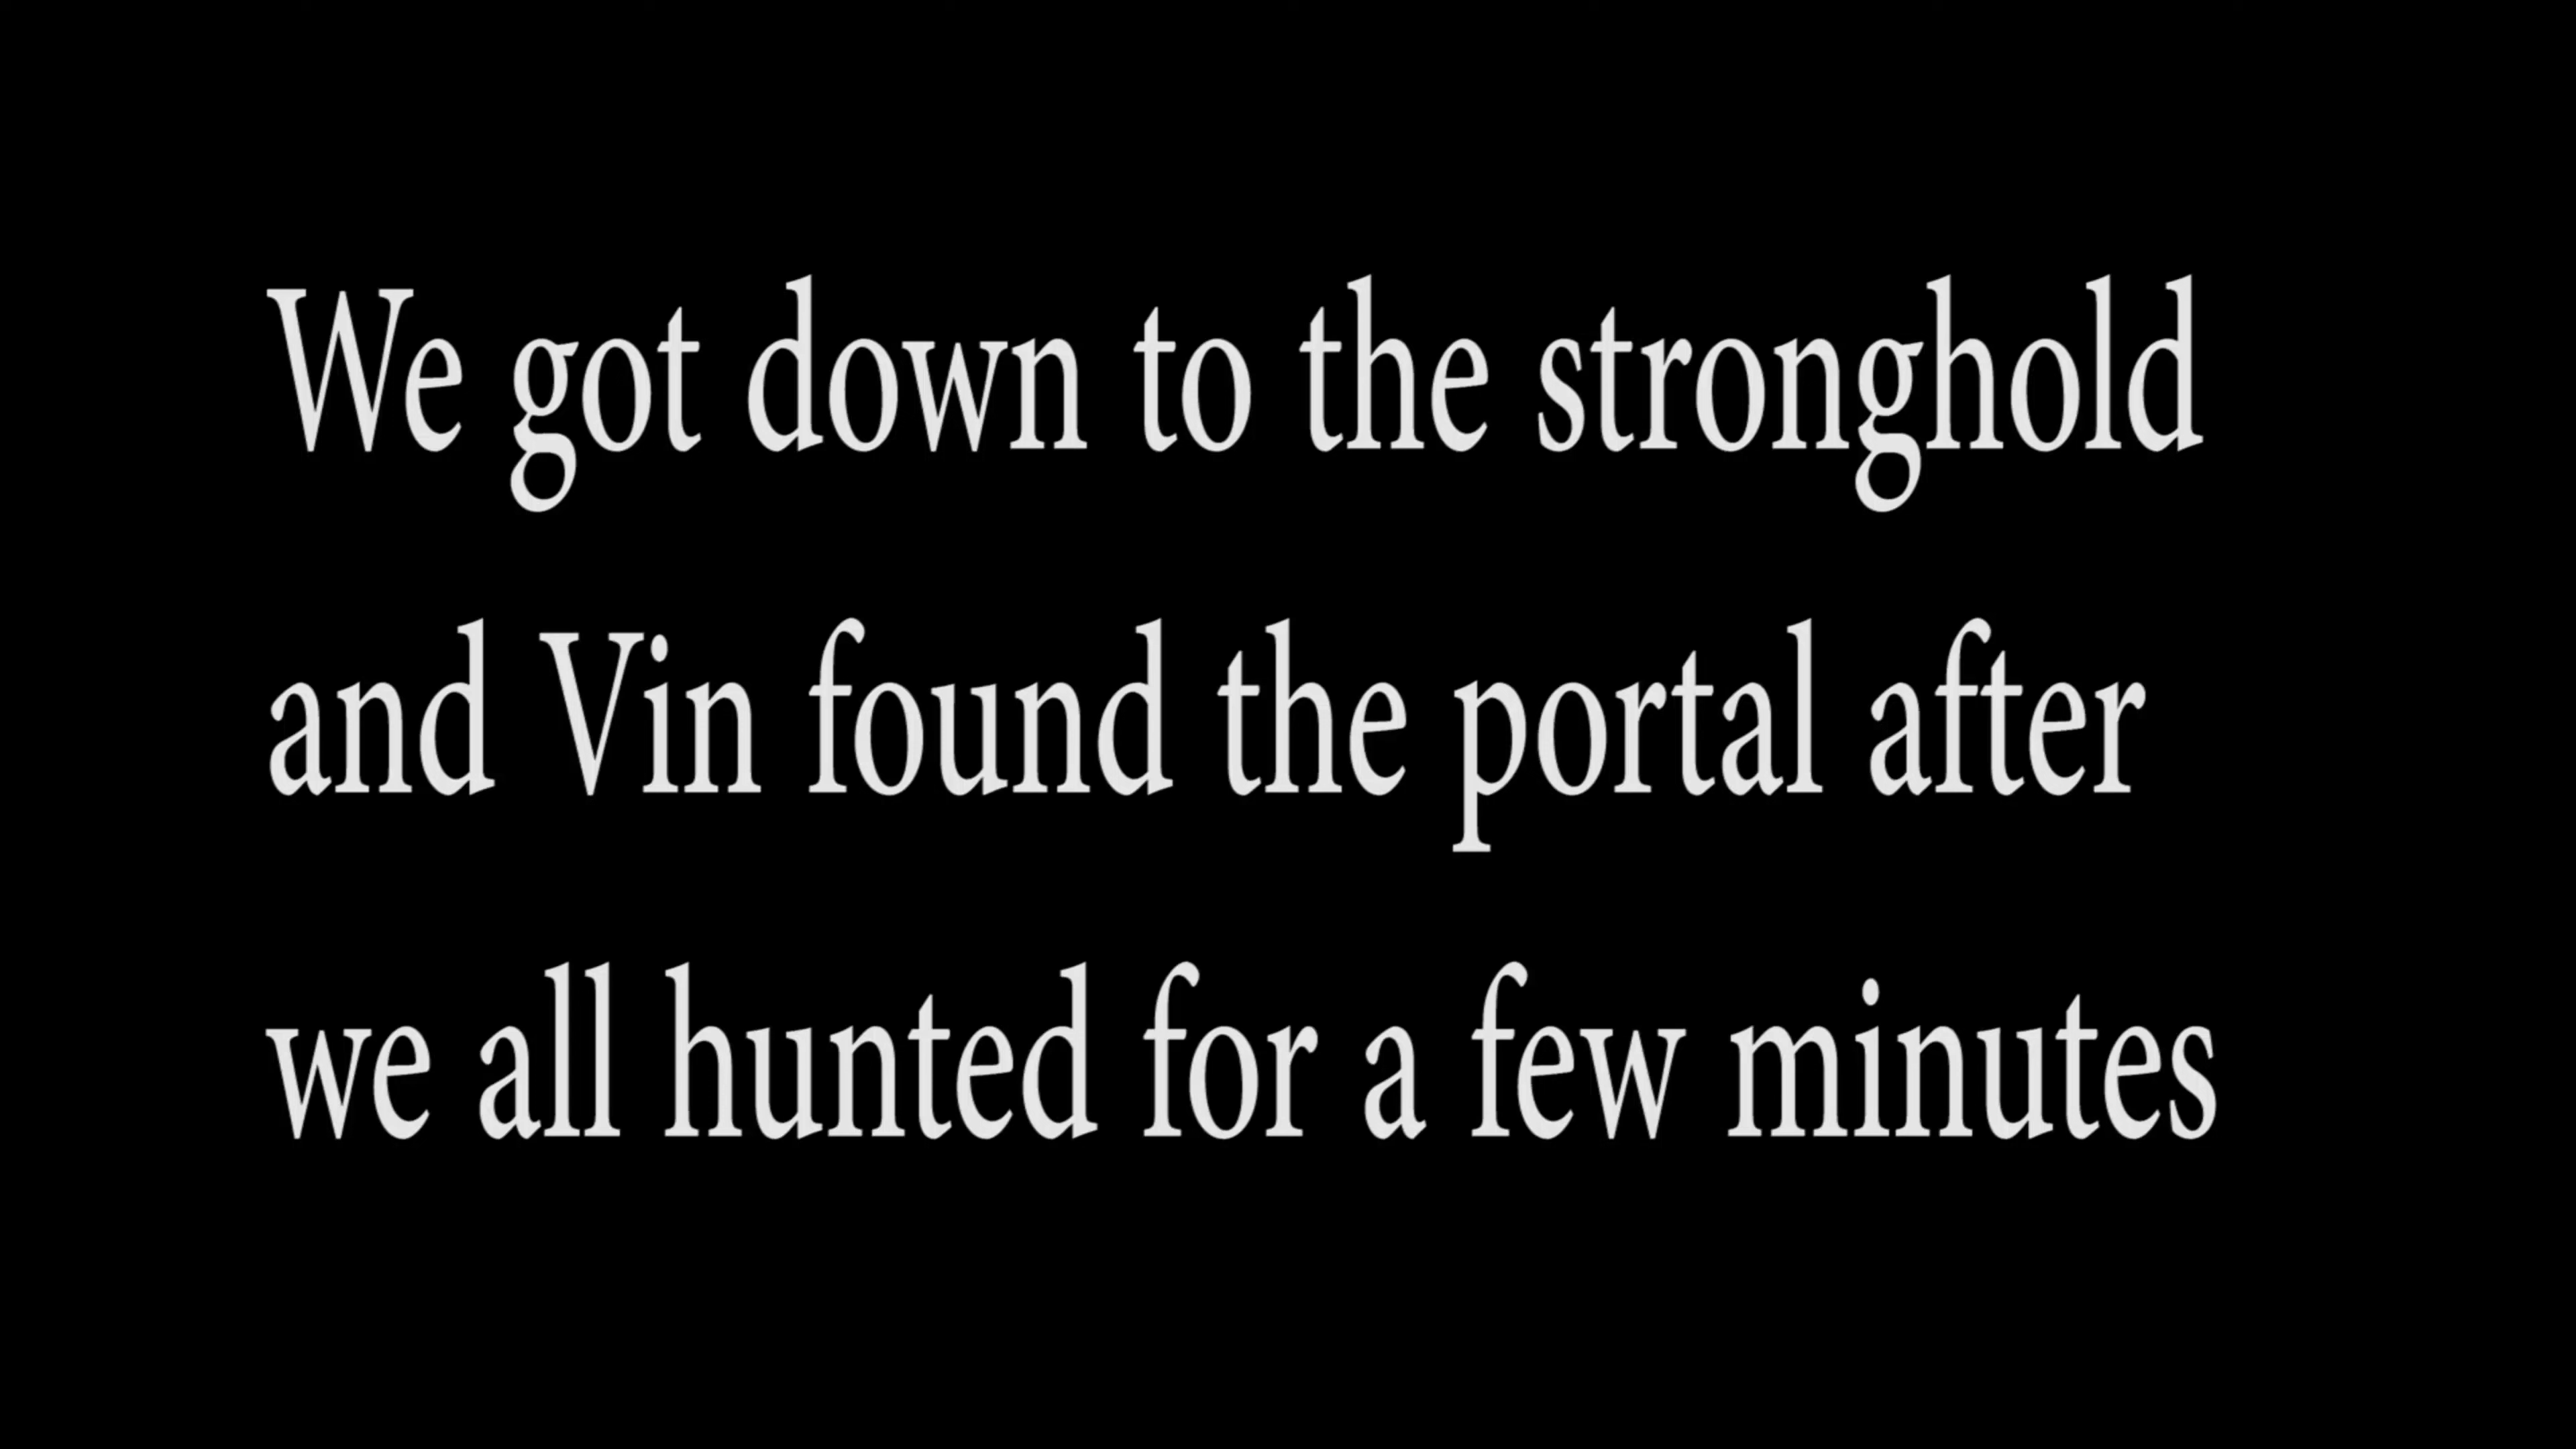 We got down to the stronghold
and Vin found the portal after
we all hunted for a few minutes